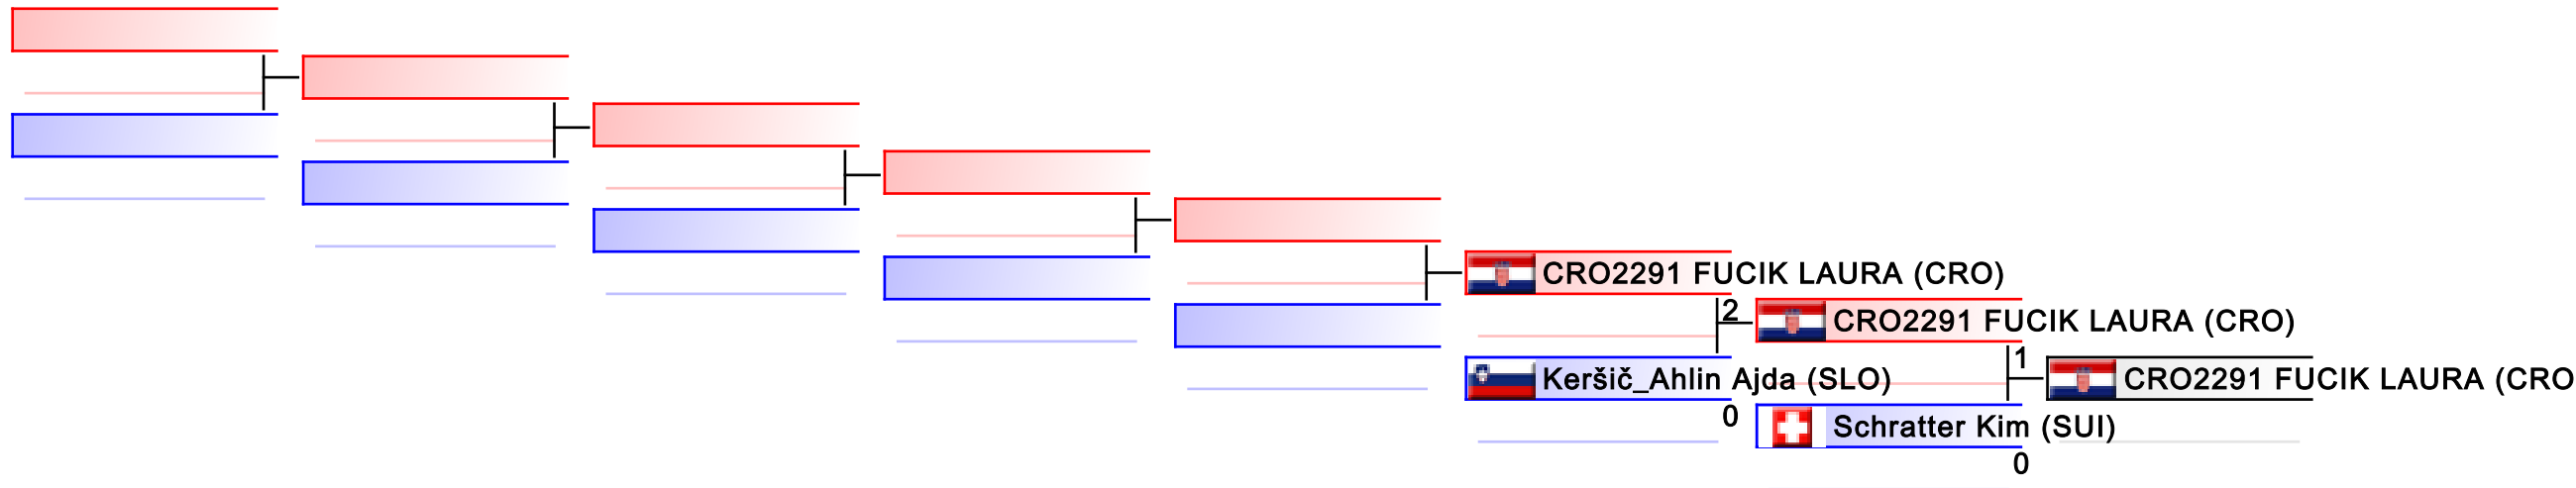 CRO2291 FUCIK LAURA (CRO)
2
CRO2291 FUCIK LAURA (CRO)
1
Keršič_Ahlin Ajda (SLO)
CRO2291 FUCIK LAURA (CRO
0
Schratter Kim (SUI)
0